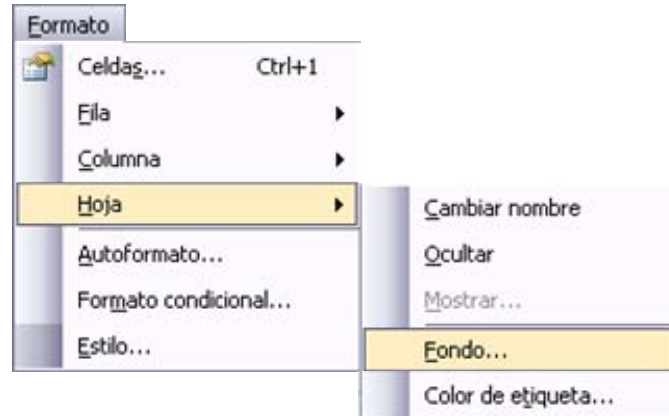 Formato
Celdas... Ctrl+1
Fila
Columna
Hoja
Autoformato...
Formato condicional...
Estilo...
Cambiar nombre
Ocultar
Mostrar...
Fondo...
Color de etiqueta...